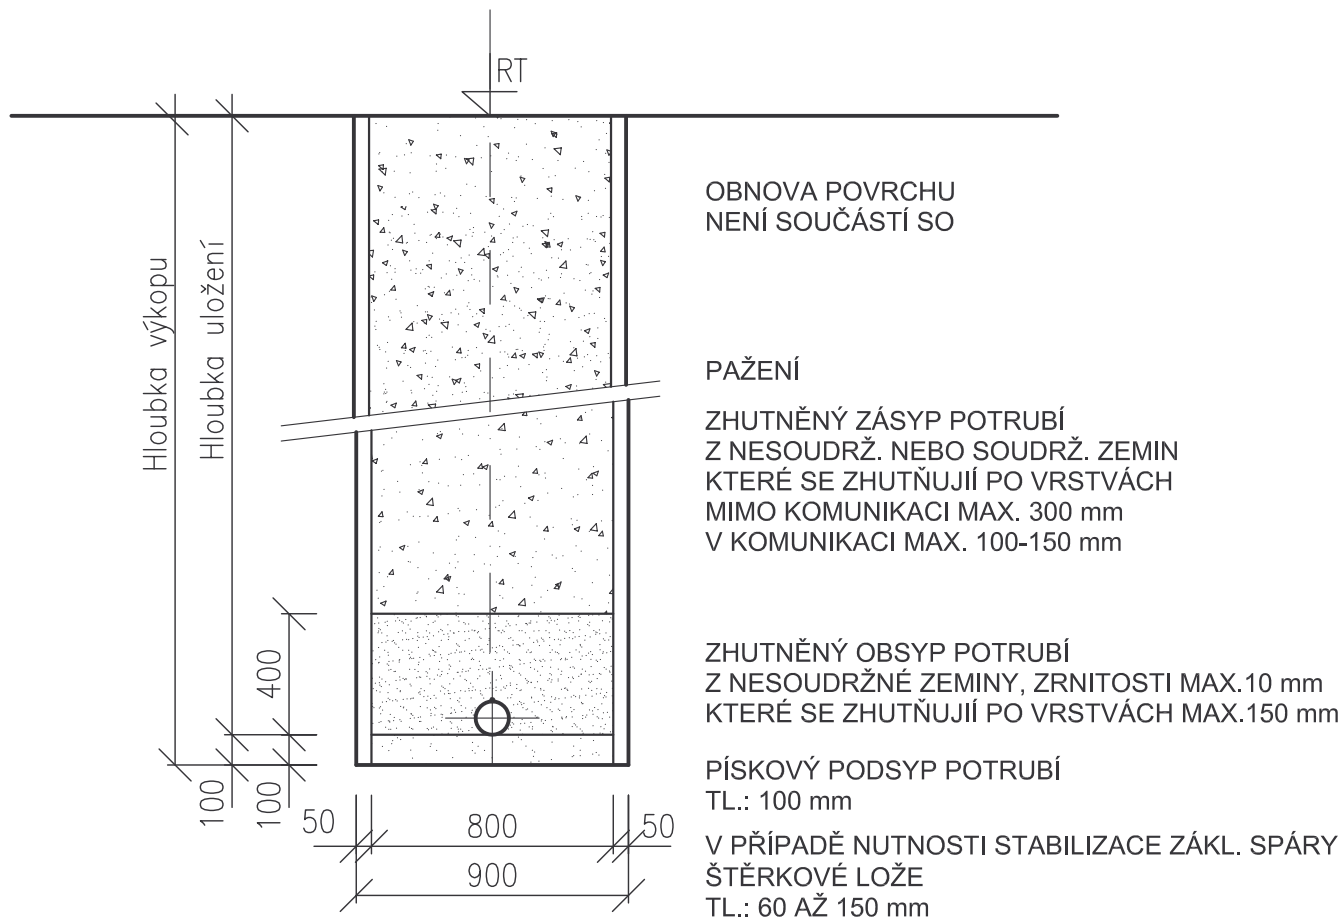 RT
OBNOVA POVRCHU
NENÍ SOUČÁSTÍ SO
Hloubka výkopu
Hloubka uložení
PAŽENÍ
ZHUTNĚNÝ ZÁSYP POTRUBÍ
Z NESOUDRŽ. NEBO SOUDRŽ. ZEMIN
KTERÉ SE ZHUTŇUJIÍ PO VRSTVÁCH
MIMO KOMUNIKACI MAX. 300 mm
V KOMUNIKACI MAX. 100-150 mm
400
ZHUTNĚNÝ OBSYP POTRUBÍ
Z NESOUDRŽNÉ ZEMINY, ZRNITOSTI MAX.10 mm
KTERÉ SE ZHUTŇUJIÍ PO VRSTVÁCH MAX.150 mm
100
100
PÍSKOVÝ PODSYP POTRUBÍ
TL.: 100 mm
50
800
50
900
V PŘÍPADĚ NUTNOSTI STABILIZACE ZÁKL. SPÁRY
ŠTĚRKOVÉ LOŽE
TL.: 60 AŽ 150 mm